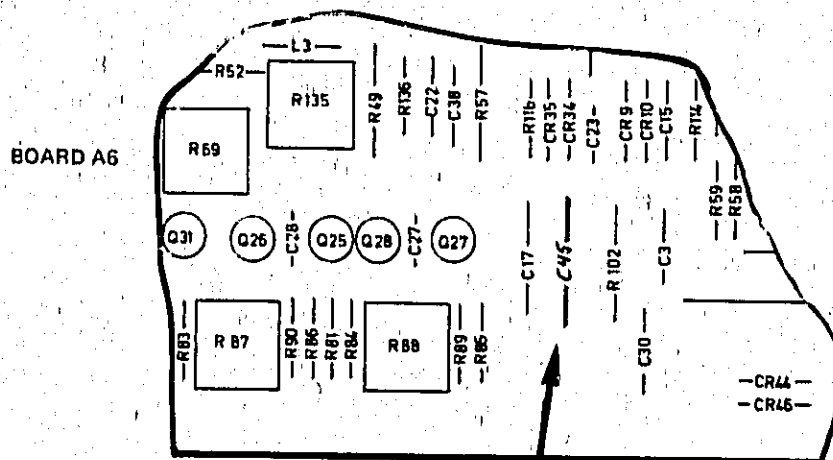 L3
R52
R135
R49
R136
C22
C38
R57
R116
CR35
CR34
C23
CR9
CR10
C15
R114
BOARD A6
R69
R59
R58
Q31
Q26
C28
Q25
Q28
C27
Q27
C17
C45
R102
C3
R83
R87
R90
R86
R81
R84
R88
R89
R85
C30
CR44
CR46